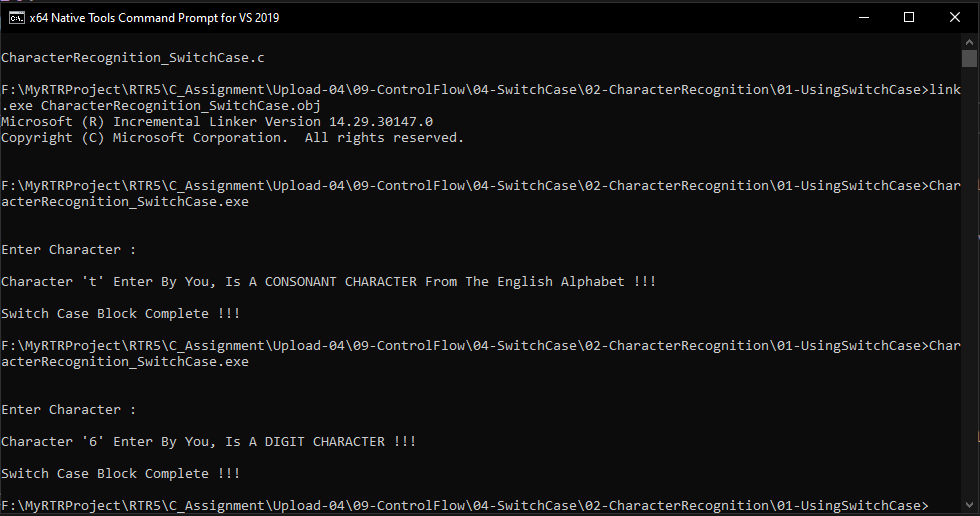 x64 Native Tools Command Prompt for VS 2019
CharacterRecognition_SwitchCase.c
F:\MyRTRProject\RTR5\C_Assignment\Upload-04\09-ControlFlow\04-SwitchCase\02-CharacterRecognition\01-UsingSwitchCase>link
.exe CharacterRecognition_SwitchCase.obj
Microsoft (R) Incremental Linker Version 14.29.30147.0
Copyright (C) Microsoft Corporation.  All rights reserved.
F:\MyRTRProject\RTR5\C_Assignment\Upload-04\09-ControlFlow\04-SwitchCase\02-CharacterRecognition\01-UsingSwitchCase>Char
acterRecognition_SwitchCase.exe
Enter Character :
Character 't' Enter By You, Is A CONSONANT CHARACTER From The English Alphabet !!!
Switch Case Block Complete !!!
F:\MyRTRProject\RTR5\C_Assignment\Upload-04\09-ControlFlow\04-SwitchCase\02-CharacterRecognition\01-UsingSwitchCase>Char
acterRecognition_SwitchCase.exe
Enter Character :
Character '6' Enter By You, Is A DIGIT CHARACTER !!!
Switch Case Block Complete !!!
F:\MyRTRProject\RTR5\C_Assignment\Upload-04\09-ControlFlow\04-SwitchCase\02-CharacterRecognition\01-UsingSwitchCase>